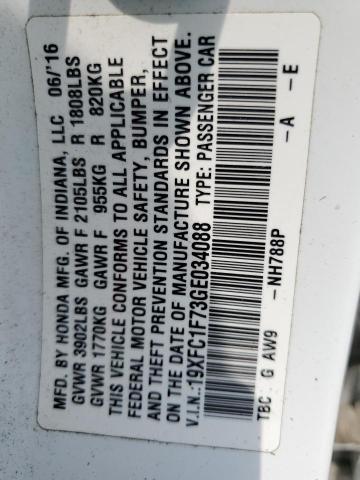 MFD. BY HONDA MFG. OF INDIANA, LLC 06/'16
GVWR 3902LBS GAWR F 2105LBS R 1808LBS
GVWR 1770KG GAWR F 955KG R 820KG
THIS VEHICLE CONFORMS TO ALL APPLICABLE
FEDERAL MOTOR VEHICLE SAFETY, BUMPER,
AND THEFT PREVENTION STANDARDS IN EFFECT
ON THE DATE OF MANUFACTURE SHOWN ABOVE.
V.I.N.:19XFC1F73GE034088 TYPE: PASSENGER CAR
TBC: G AW9 -NH788P -A -E